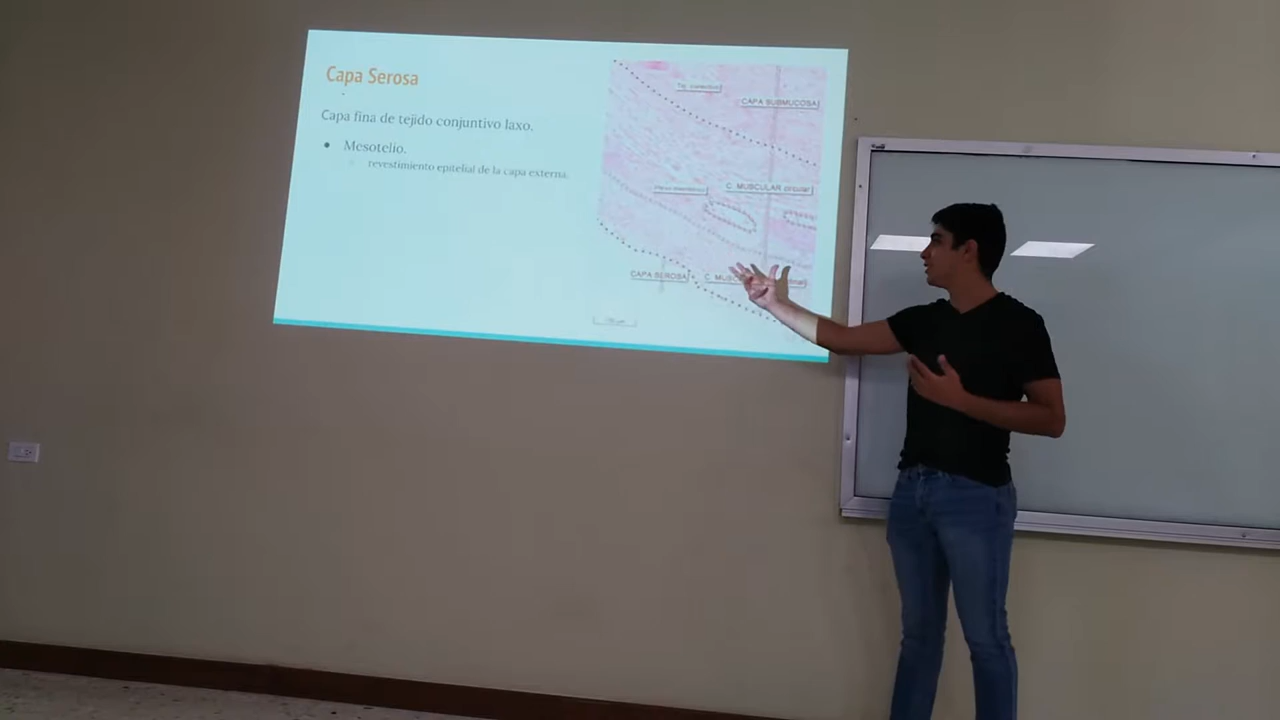 Capa Serosa
Capa fina de tejido conjuntivo laxo.
Mesotelio.
revestimiento epitelial de la capa externa.
CAPA SUBMUCOSA
C. MUSCULAR circular
CAPA SEROSA